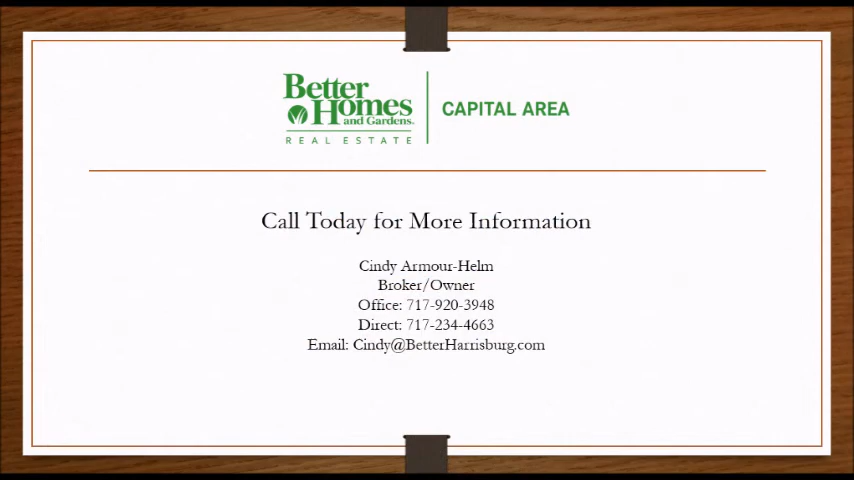 Better
Homes
and Gardens.
REAL ESTATE
CAPITAL AREA
Call Today for More Information
Cindy Armour-Helm
Broker/Owner
Office: 717-920-3948
Direct: 717-234-4663
Email: Cindy@BetterHarrisburg.com